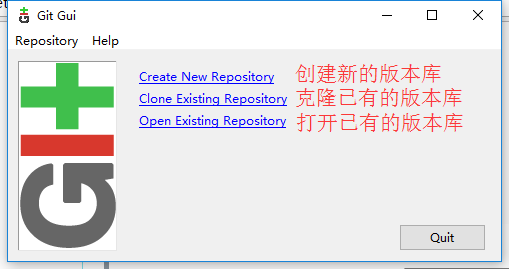 Git Gui
Repository Help
Create New Repository 创建新的版本库
Clone Existing Repository 克隆已有的版本库
Open Existing Repository 打开已有的版本库
GIT
Quit